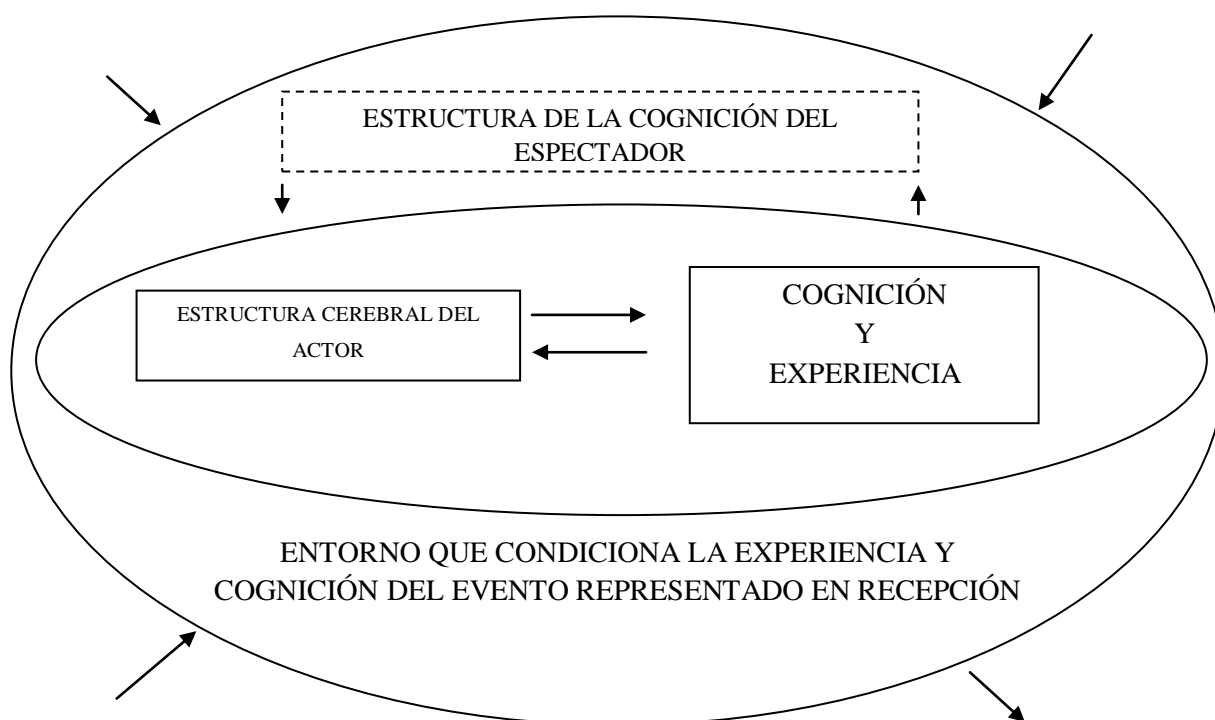 ESTRUCTURA DE LA COGNICIÓN DEL
ESPECTADOR
ESTRUCTURA CEREBRAL DEL
ACTOR
COGNICIÓN
Y
EXPERIENCIA
ENTORNO QUE CONDICIONA LA EXPERIENCIA Y
COGNICIÓN DEL EVENTO REPRESENTADO EN RECEPCIÓN